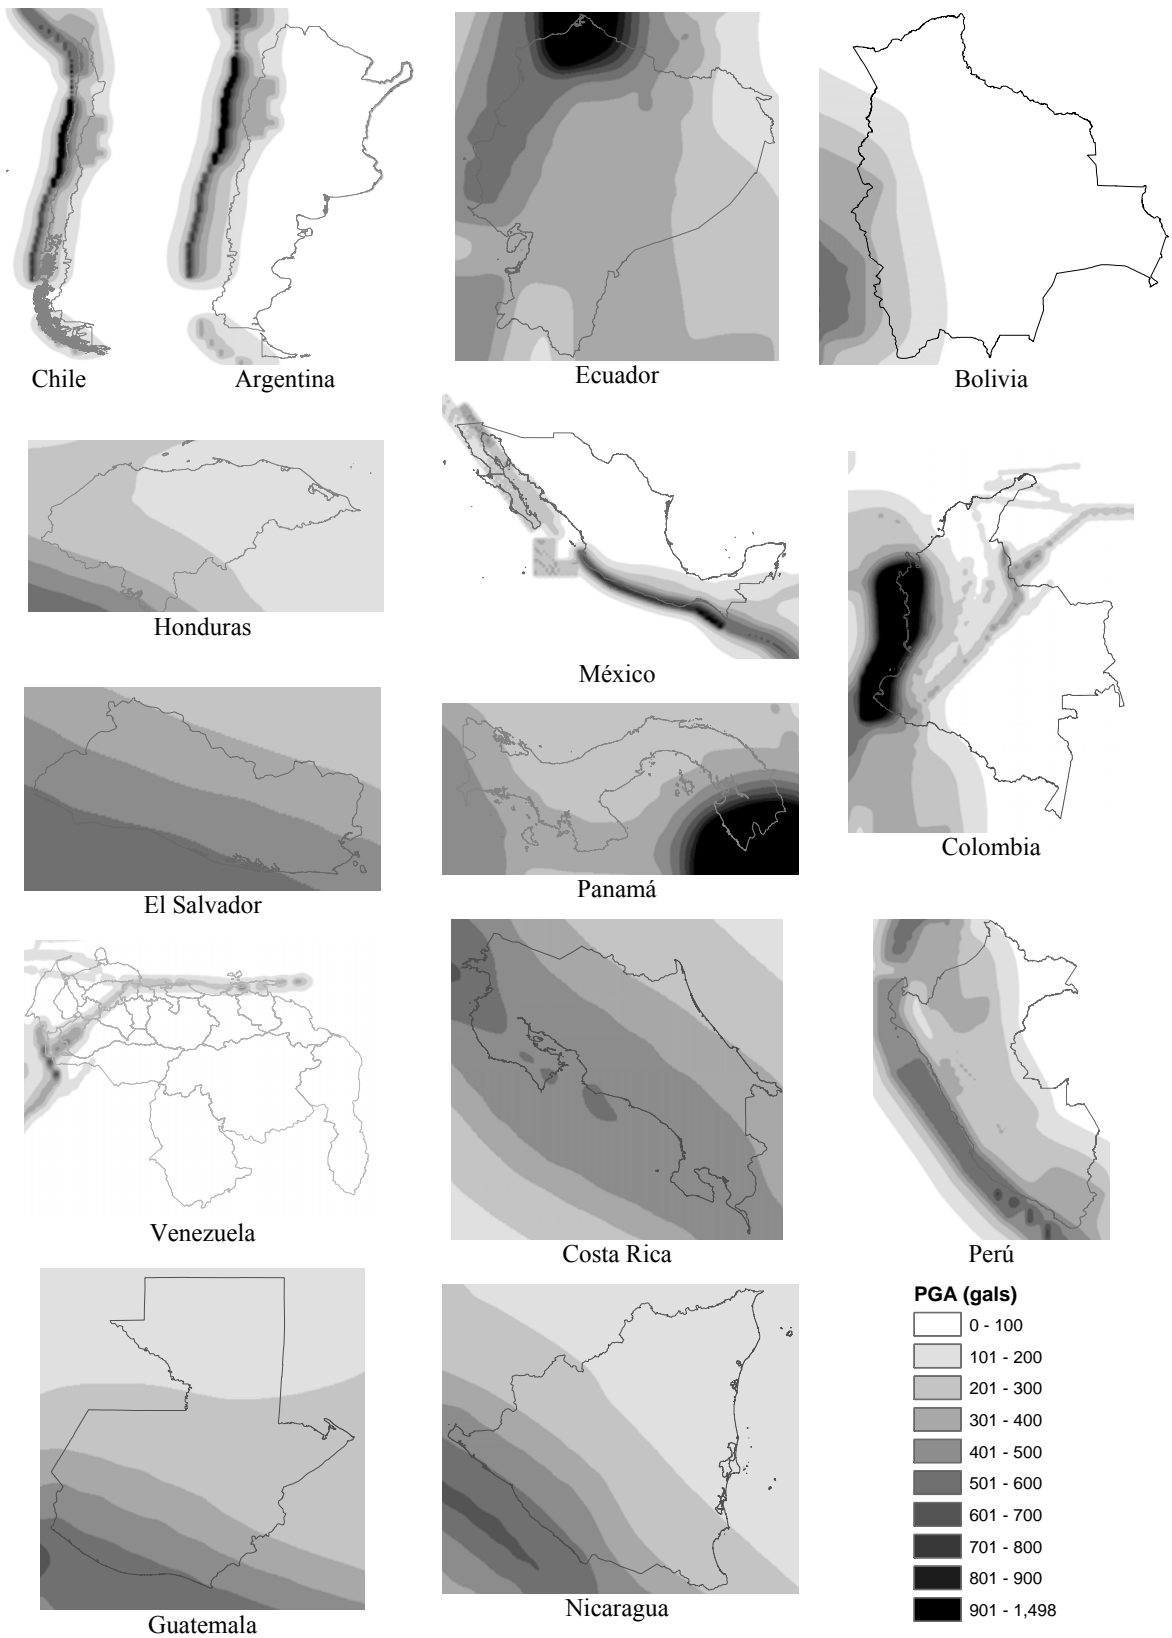 Chile
Argentina
Ecuador
Bolivia
Honduras
México
Colombia
El Salvador
Panamá
Venezuela
Costa Rica
Perú
Guatemala
Nicaragua
PGA (gals)
0 - 100
101 - 200
201 - 300
301 - 400
401 - 500
501 - 600
601 - 700
701 - 800
801 - 900
901 - 1,498